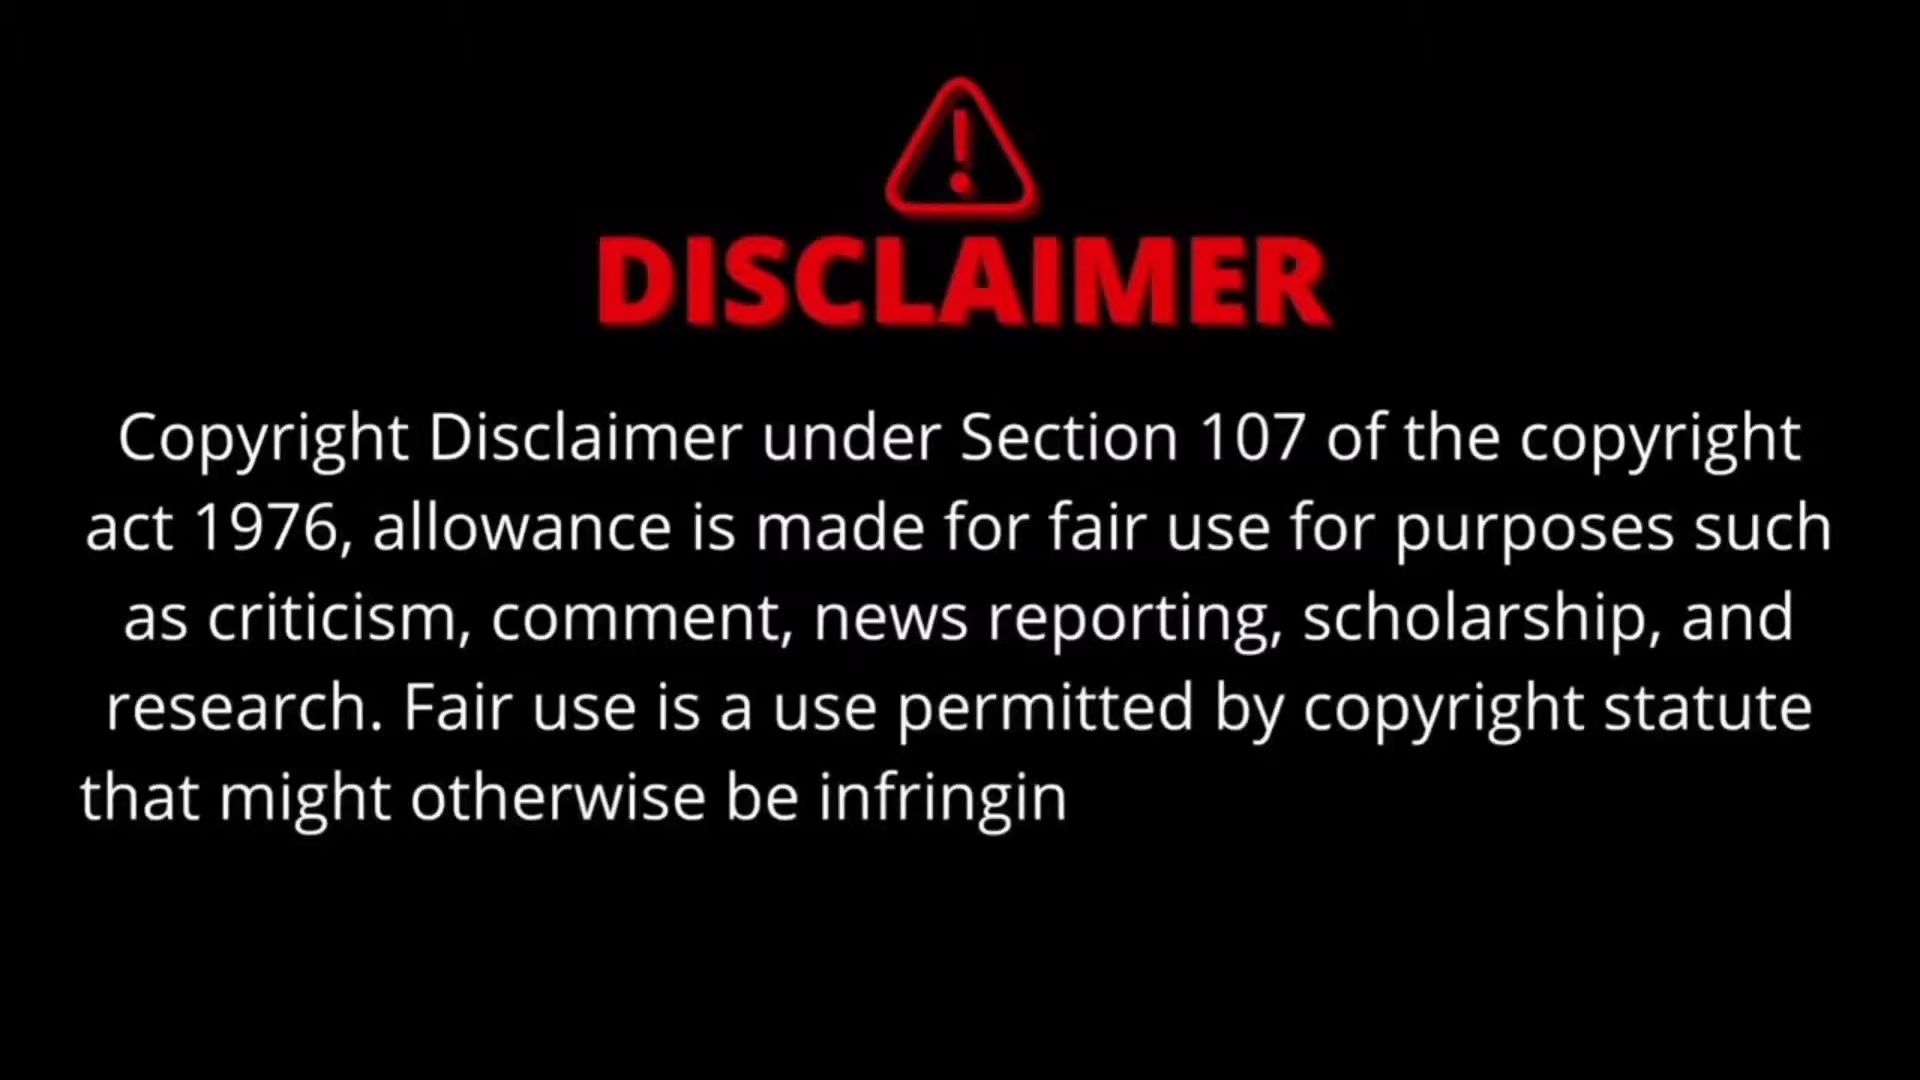 DISCLAIMER
Copyright Disclaimer under Section 107 of the copyright
act 1976, allowance is made for fair use for purposes such
as criticism, comment, news reporting, scholarship, and
research. Fair use is a use permitted by copyright statute
that might otherwise be infringin